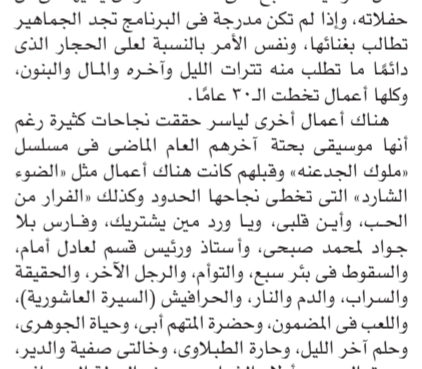 حفلاته، وإذا لم تكن مدرجة فى البرنامج تجد الجماهير
تطالب بغنائها، ونفس الأمر بالنسبة لعلى الحجار الذى
دائمًا ما تطلب منه تترات الليل وآخره والمال والبنون،
وكلها أعمال تخطت الـ٣٠ عامًا.
هناك أعمال أخرى لياسر حققت نجاحات كثيرة رغم
أنها موسيقى بحتة آخرهم العام الماضى فى مسلسل
«ملوك الجدعنه» وقبلهم كانت هناك أعمال مثل «الضوء
الشارد» التى تخطى نجاحها الحدود وكذلك «الفرار من
الحب، وأين قلبى، ويا ورد مين يشتريك، وفارس بلا
جواد لمحمد صبحى، وأستاذ ورئيس قسم لعادل أمام،
والسقوط فى بئر سبع، والتوأم، والرجل الآخر، والحقيقة
والسراب، والدم والنار، والحرافيش (السيرة العاشورية)،
واللعب فى المضمون، وحضرة المتهم أبى، وحياة الجوهرى،
وحلم آخر الليل، وحارة الطبلاوى، وخالتى صفية والدير،